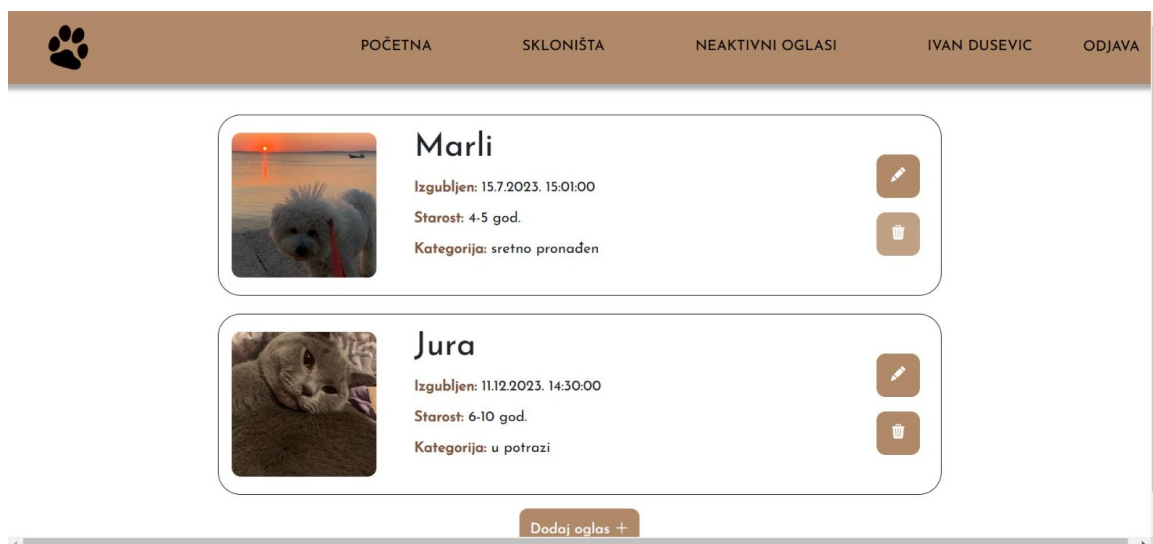 POČETNA SKLONIŠTA NEAKTIVNI OGLASI IVAN DUSEVIC ODJAVA
Marli
Izgubljen: 15.7.2023. 15:01:00
Starost: 4-5 god.
Kategorija: sretno pronađen
Jura
Izgubljen: 11.12.2023. 14:30:00
Starost: 6-10 god.
Kategorija: u potrazi
Dodaj oglas +